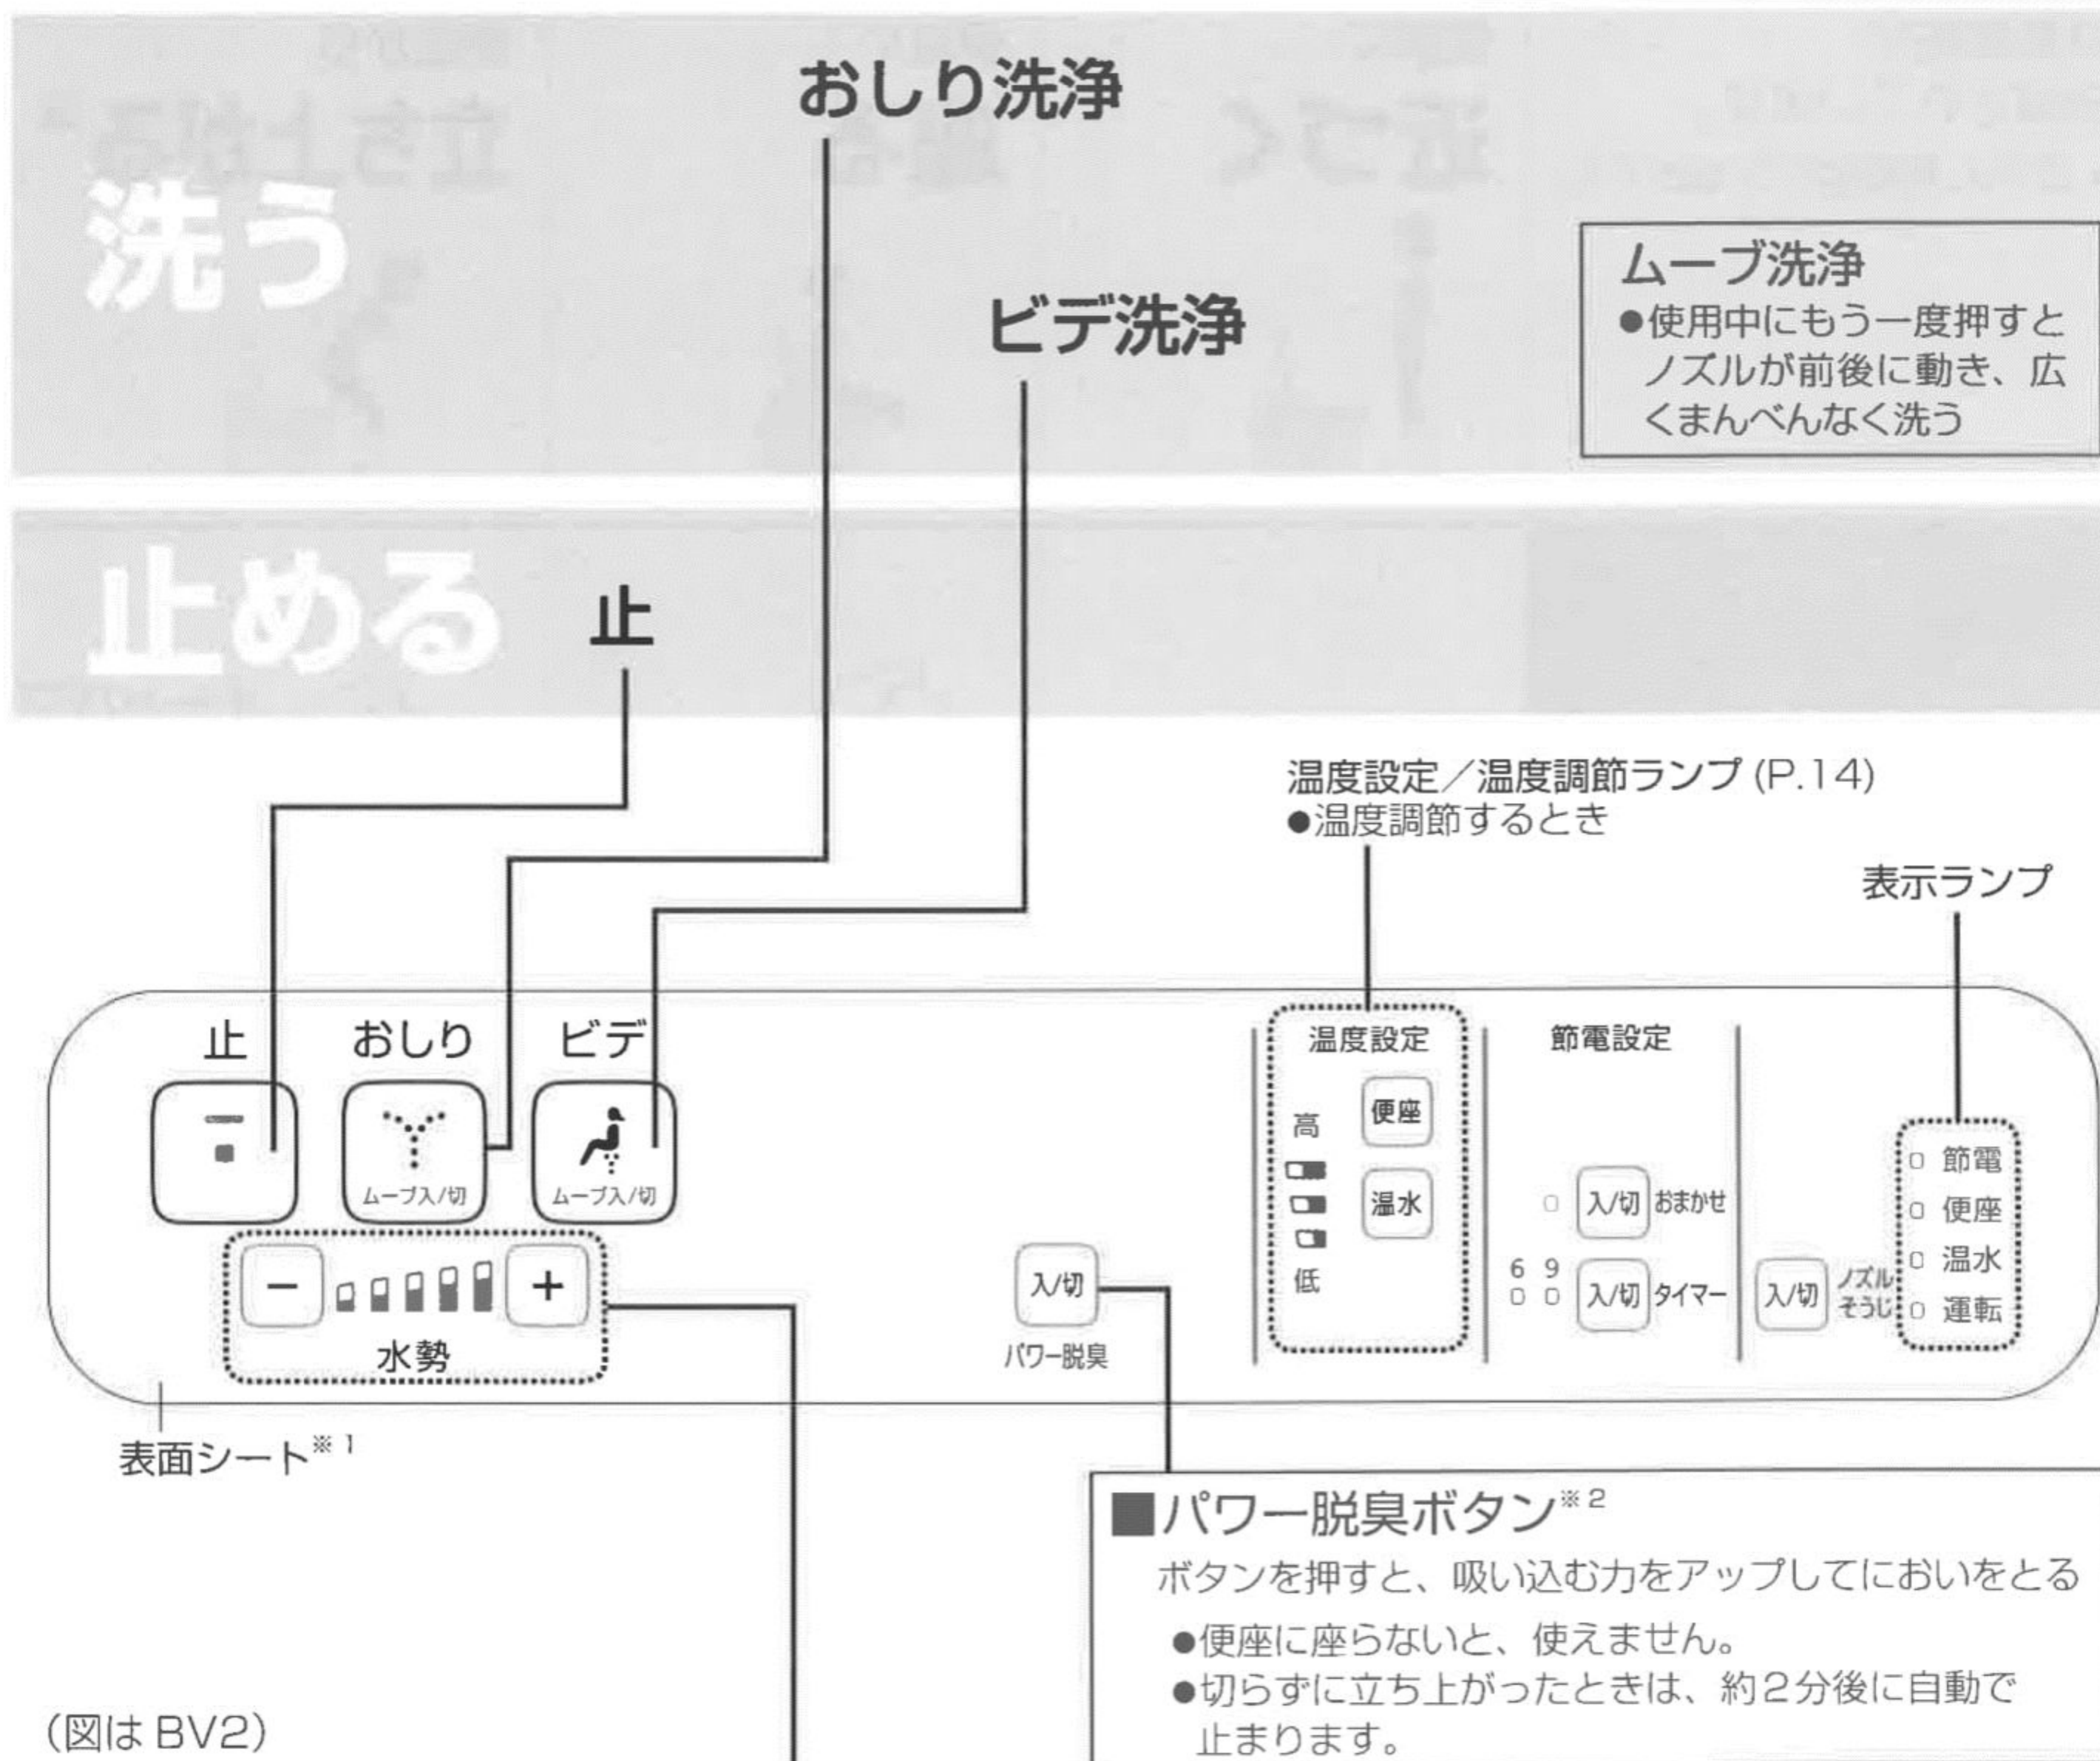 おしり洗浄
洗う
ビデ洗浄
ムーブ洗浄
●使用中にもう一度押すと
ノズルが前後に動き、広
くまんべんなく洗う
止める
止
温度設定／温度調節ランプ (P.14)
●温度調節するとき
表示ランプ
止
おしり
ビデ
ムーブ入/切
ムーブ入/切
－
＋
水勢
入/切
パワー脱臭
温度設定
高
低
便座
温水
節電設定
入/切 おまかせ
6 9
入/切 タイマー
入/切
ノズル
そうじ
節電
便座
温水
運転
表面シート※1
■パワー脱臭ボタン※2
ボタンを押すと、吸い込む力をアップしてにおいをとる
●便座に座らないと、使えません。
●切らずに立ち上がったときは、約2分後に自動で
止まります。
(図は BV2)